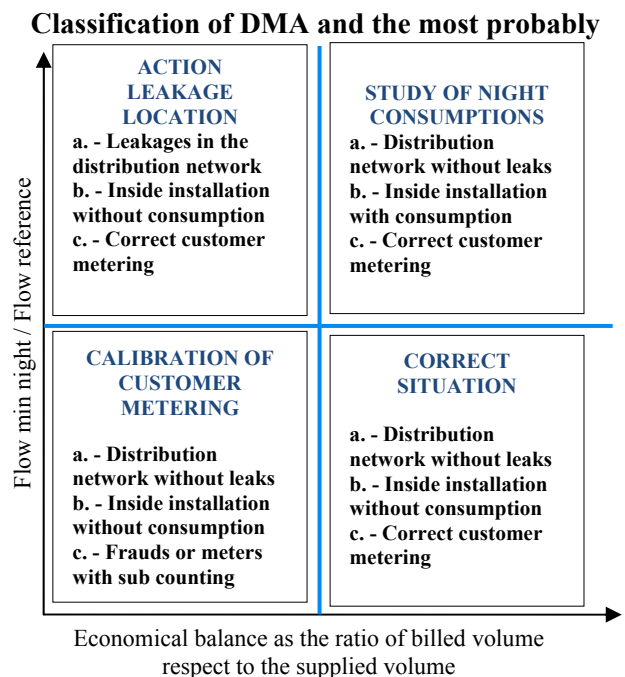 Classification of DMA and the most probably
Flow min night / Flow reference
ACTION
LEAKAGE
LOCATION
a. - Leakages in the
distribution network
b. - Inside installation
without consumption
c. - Correct customer
metering
STUDY OF NIGHT
CONSUMPTIONS
a. - Distribution
network without leaks
b. - Inside installation
with consumption
c. - Correct customer
metering
CALIBRATION OF
CUSTOMER
METERING
a. - Distribution
network without leaks
b. - Inside installation
without consumption
c. - Frauds or meters
with sub counting
CORRECT
SITUATION
a. - Distribution
network without leaks
b. - Inside installation
without consumption
c. - Correct customer
metering
Economical balance as the ratio of billed volume
respect to the supplied volume